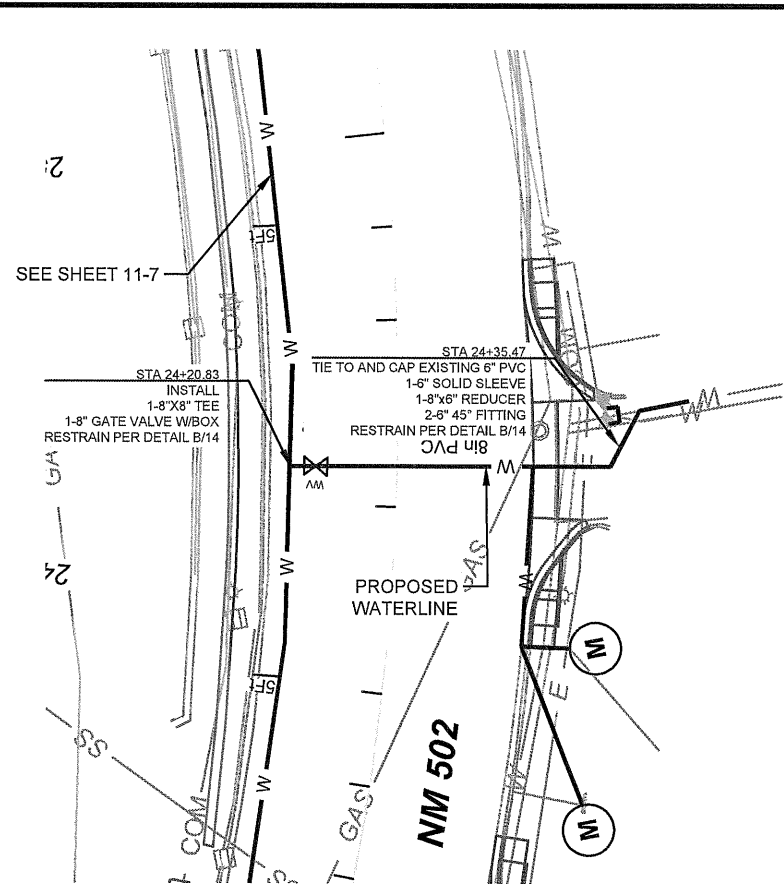 SEE SHEET 11-7
STA 24+20.83
INSTALL
1-8"X8" TEE
1-8" GATE VALVE W/BOX
RESTRAIN PER DETAIL B/14
STA 24+35.47
TIE TO AND CAP EXISTING 6" PVC
1-6" SOLID SLEEVE
1-8"x6" REDUCER
2-6" 45° FITTING
RESTRAIN PER DETAIL B/14
8in PVC
PROPOSED
WATERLINE
NM 502
W
W
W
W
W
W
W
W
W
W
WV
5Ft
5Ft
COM
COM
GA
24
SS
GAS
GAS
E
M
M